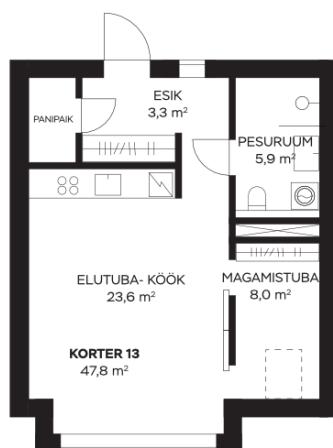 ESIK
3,3 m²
PANIPAIK
PESURUUM
5,9 m²
ELUTUBA- KÖÖK
23,6 m²
MAGAMISTUBA
8,0 m²
KORTER 13
47,8 m²